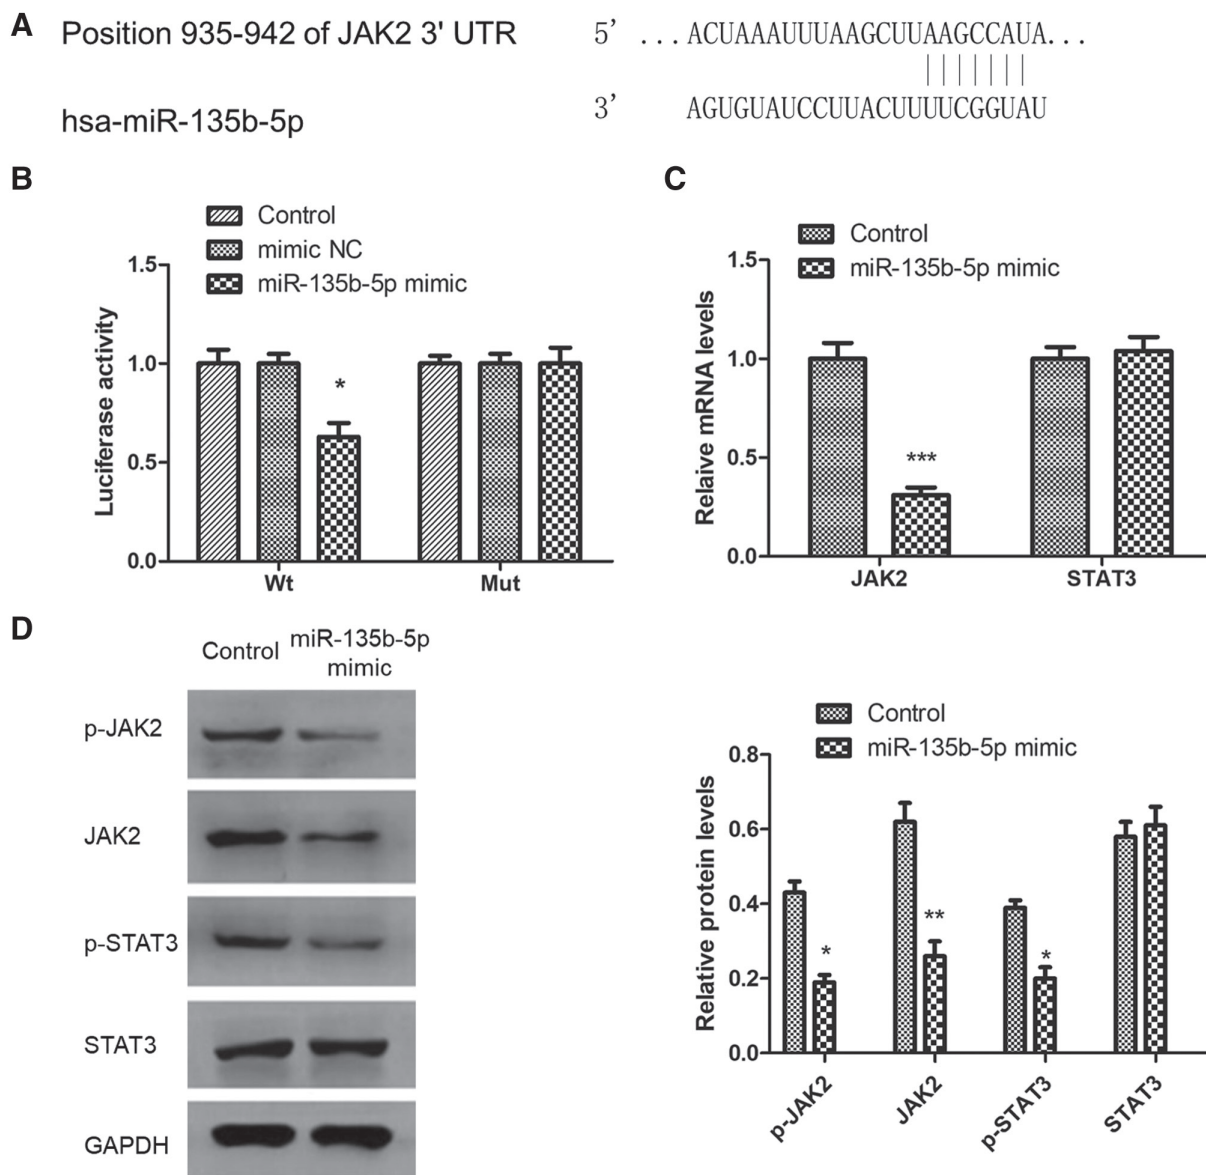 A
Position 935-942 of JAK2 3' UTR 5' ...ACUAAAUUUAAGCUUAAGCCAUA...
hsa-miR-135b-5p 3' AGUGUAUCCUUACUUUUCGGUAU
B
Control
mimic NC
miR-135b-5p mimic
Luciferase activity
1.5
1.0
0.5
0.0
*
Wt Mut
C
Control
miR-135b-5p mimic
Relaive mRNA levels
1.5
1.0
0.5
0.0
***
JAK2 STAT3
D
Control miR-135b-5p
mimic
p-JAK2
JAK2
p-STAT3
STAT3
GAPDH
Control
miR-135b-5p mimic
Relative protein levels
0.8
0.6
0.4
0.2
0.0
* ** *
p-JAK2 JAK2 p-STAT3 STAT3